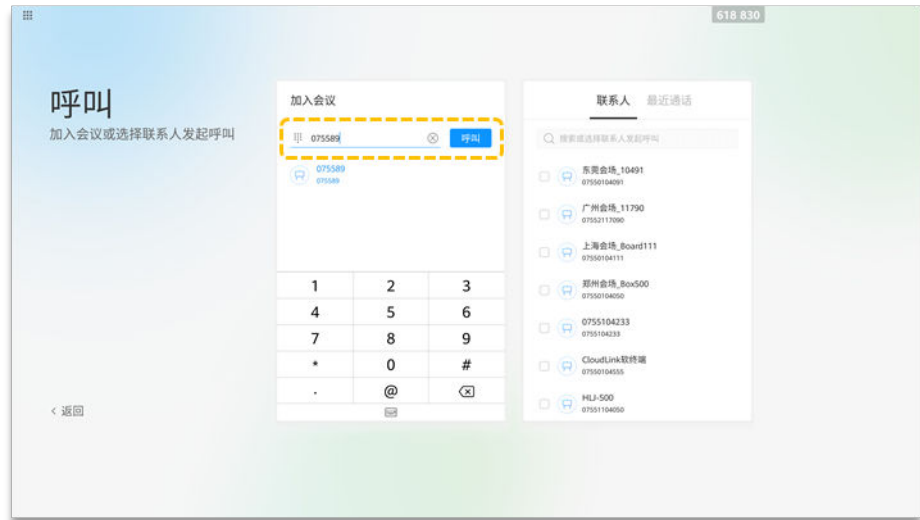 618 830
呼叫
加入会议或选择联系人发起呼叫
加入会议
075589
呼叫
075589
075589
1 2 3
4 5 6
7 8 9
* 0 #
. @
联系人 最近通话
搜索或选择联系人发起呼叫
东莞会场_10491
07550104091
广州会场_11790
07552117090
上海会场_Board111
07550104111
郑州会场_Box500
07550104050
0755104233
0755104233
CloudLink软终端
07550104555
HLJ-500
07551104050
< 返回